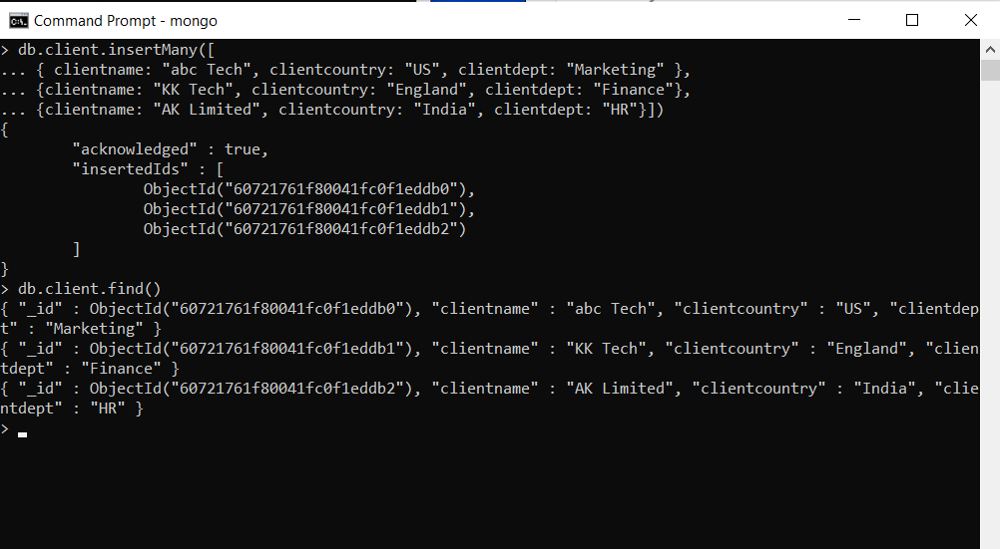 Command Prompt - mongo
> db.client.insertMany([
... { clientname: "abc Tech", clientcountry: "US", clientdept: "Marketing" },
... {clientname: "KK Tech", clientcountry: "England", clientdept: "Finance"},
... {clientname: "AK Limited", clientcountry: "India", clientdept: "HR"}])
{
        "acknowledged" : true,
        "insertedIds" : [
                ObjectId("60721761f80041fc0f1eddb0"),
                ObjectId("60721761f80041fc0f1eddb1"),
                ObjectId("60721761f80041fc0f1eddb2")
        ]
}
> db.client.find()
{ "_id" : ObjectId("60721761f80041fc0f1eddb0"), "clientname" : "abc Tech", "clientcountry" : "US", "clientdep
t" : "Marketing" }
{ "_id" : ObjectId("60721761f80041fc0f1eddb1"), "clientname" : "KK Tech", "clientcountry" : "England", "clien
tdept" : "Finance" }
{ "_id" : ObjectId("60721761f80041fc0f1eddb2"), "clientname" : "AK Limited", "clientcountry" : "India", "clie
ntdept" : "HR" }
>